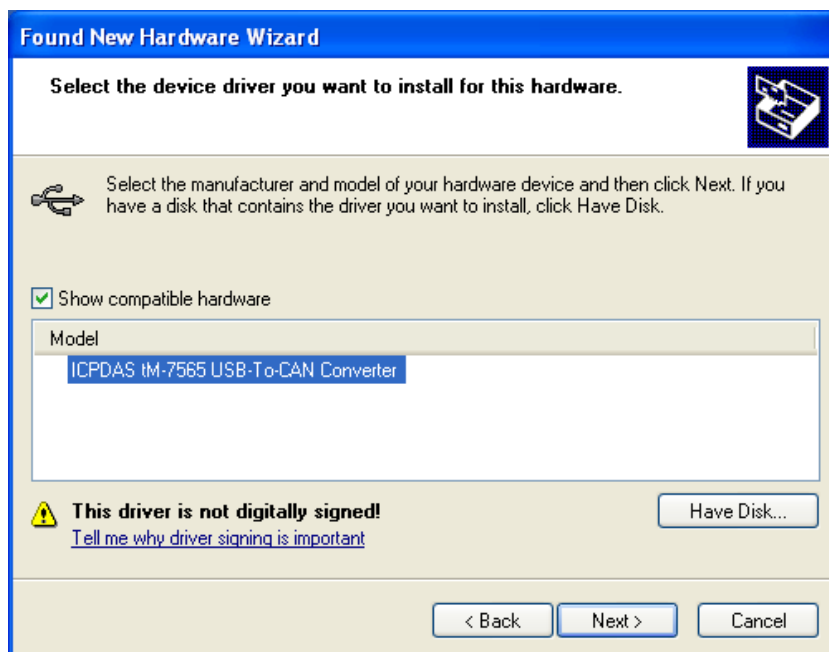 Found New Hardware Wizard
Select the device driver you want to install for this hardware.
Select the manufacturer and model of your hardware device and then click Next. If you
have a disk that contains the driver you want to install, click Have Disk.
Show compatible hardware
Model
ICPDAS tM-7565 USB-To-CAN Converter
This driver is not digitally signed!
Have Disk...
Tell me why driver signing is important
< Back
Next >
Cancel